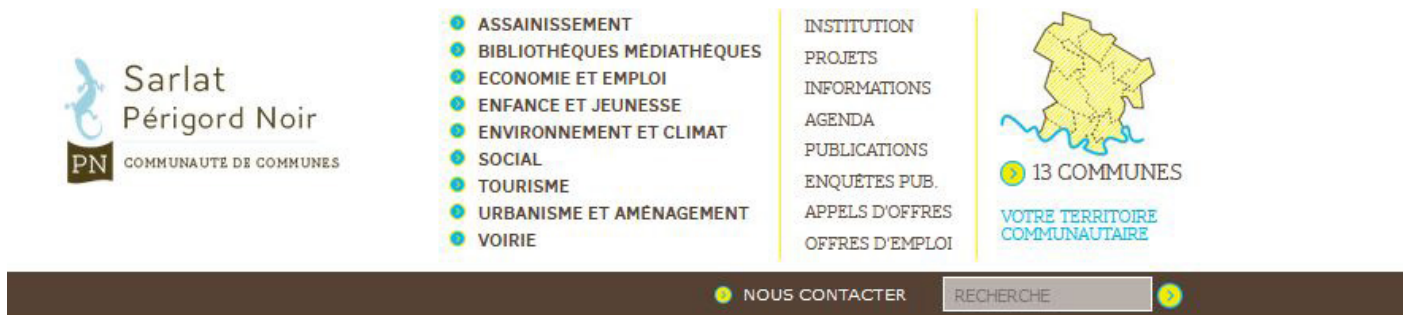 Sarlat
Périgord Noir
PN COMMUNAUTÉ DE COMMUNES
ASSAINISSEMENT
BIBLIOTHÈQUES MÉDIATHÈQUES
ECONOMIE ET EMPLOI
ENFANCE ET JEUNESSE
ENVIRONNEMENT ET CLIMAT
SOCIAL
TOURISME
URBANISME ET AMÉNAGEMENT
VOIRIE
INSTITUTION
PROJETS
INFORMATIONS
AGENDA
PUBLICATIONS
ENQUÊTES PUB.
APPELS D'OFFRES
OFFRES D'EMPLOI
13 COMMUNES
VOTRE TERRITOIRE
COMMUNAUTAIRE
NOUS CONTACTER
RECHERCHE